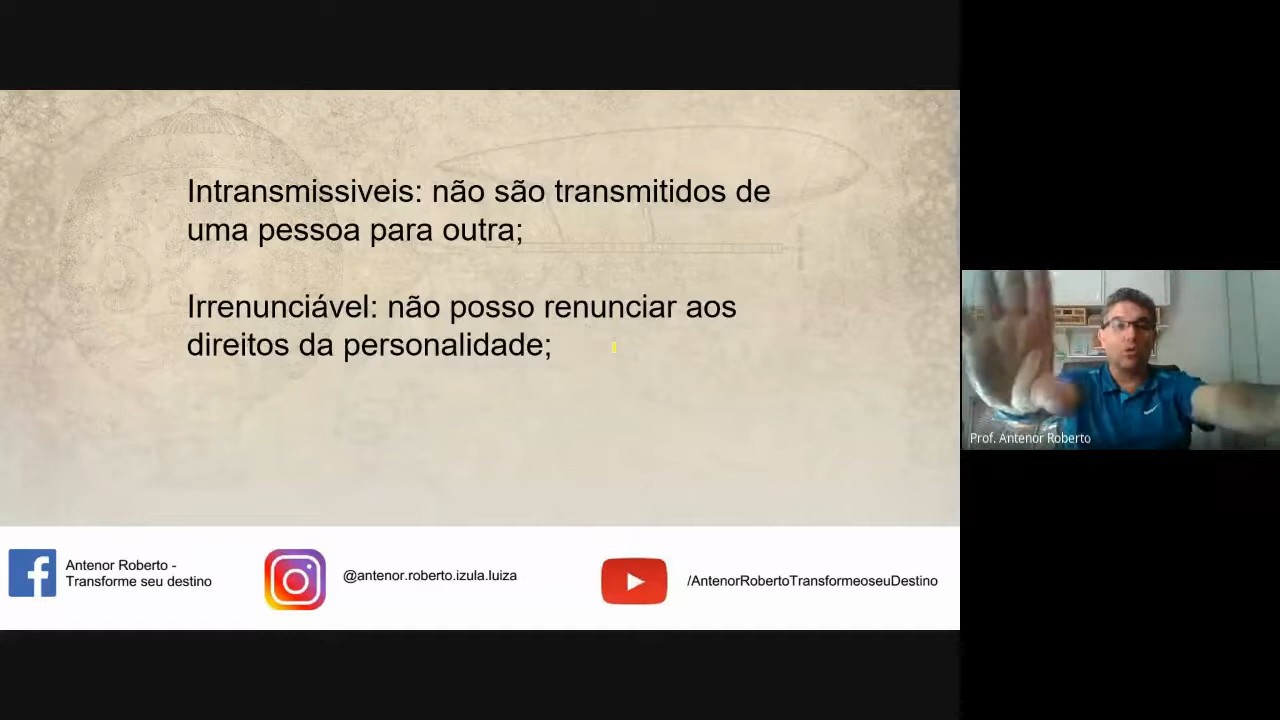 Intransmissiveis: não são transmitidos de
uma pessoa para outra;
Irrenunciável: não posso renunciar aos
direitos da personalidade;
Prof. Antenor Roberto
Antenor Roberto -
Transforme seu destino
@antenor.roberto.izula.luiza
/AntenorRobertoTransformeoseuDestino